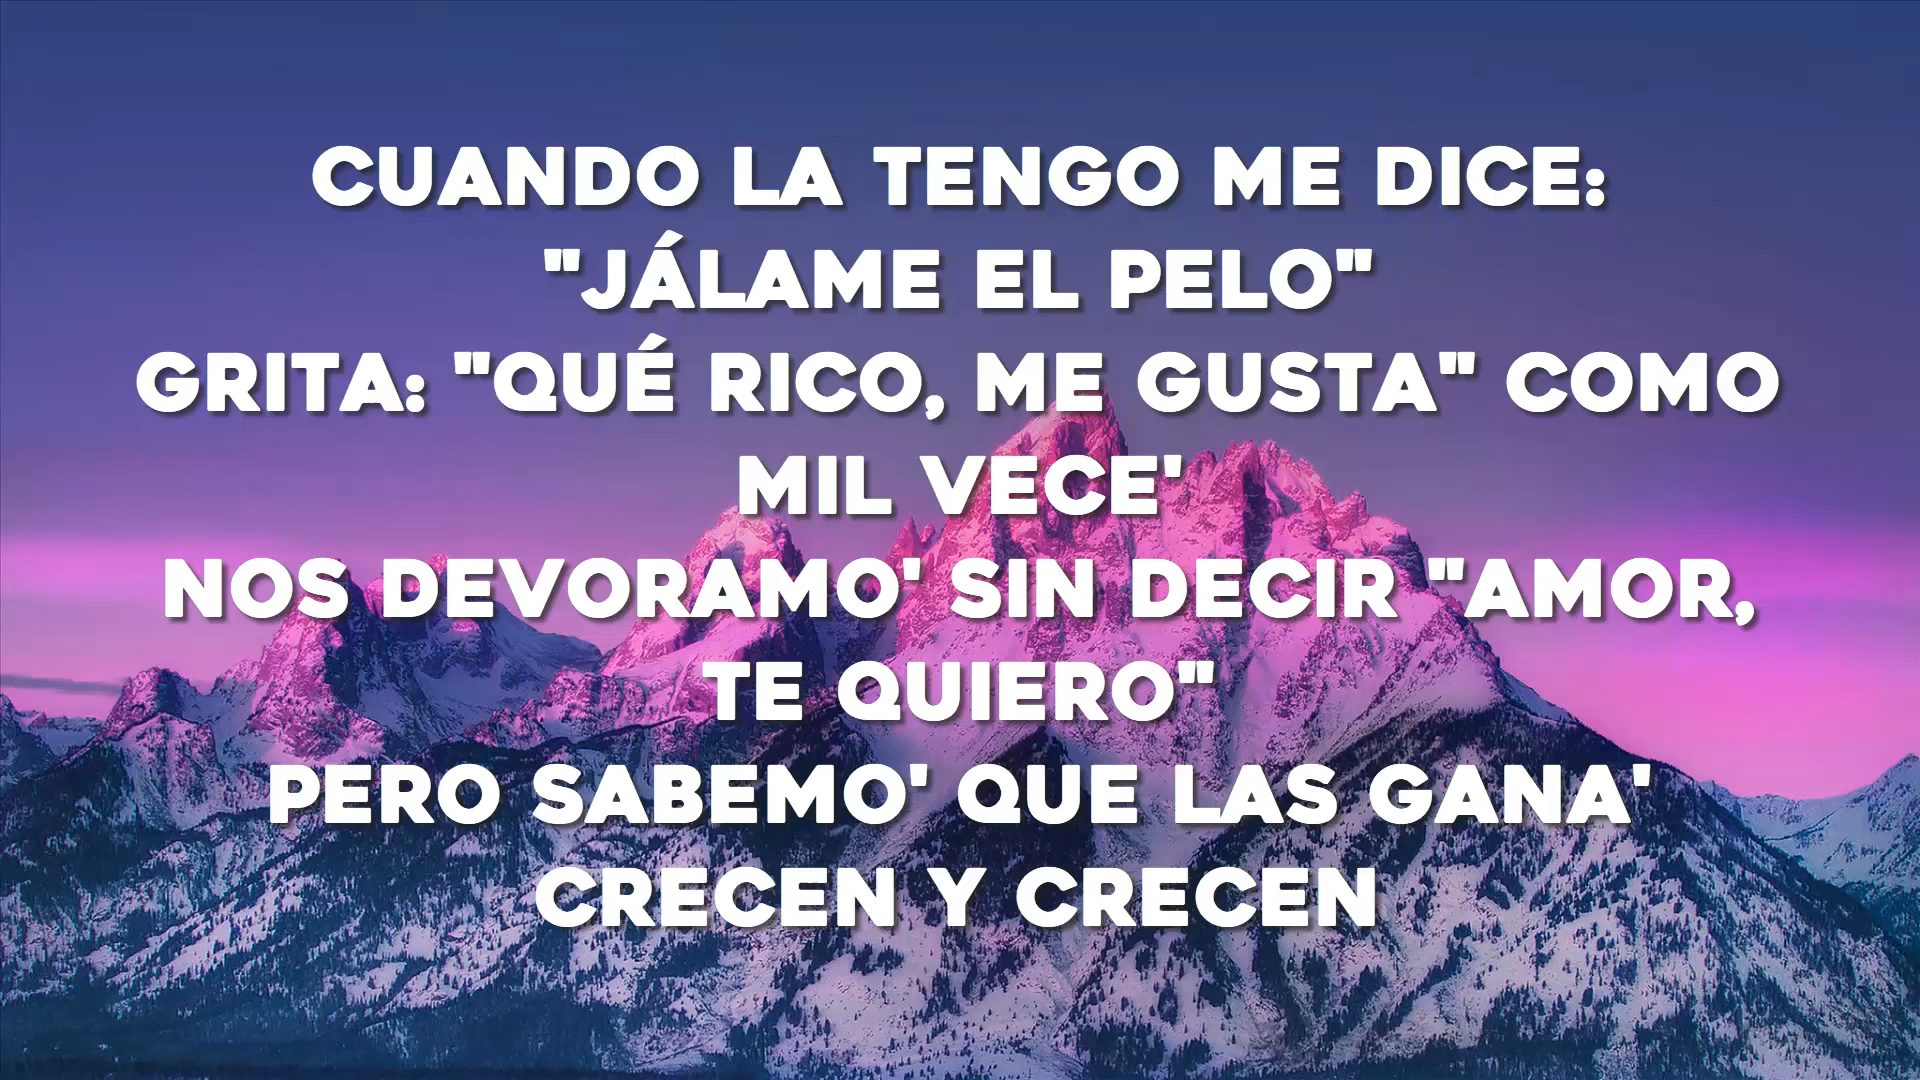 CUANDO LA TENGO ME DICE:
"JÁLAME EL PELO"
GRITA: "QUÉ RICO, ME GUSTA" COMO
MIL VECE'
NOS DEVORAMO' SIN DECIR "AMOR,
TE QUIERO"
PERO SABEMO' QUE LAS GANA'
CRECEN Y CRECEN